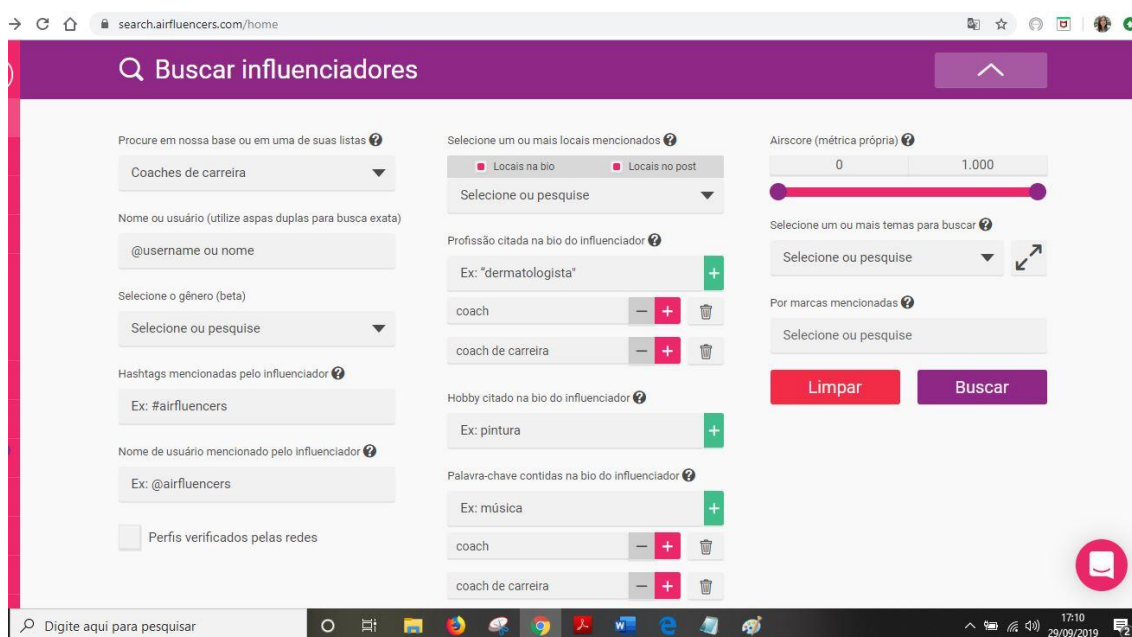 search.airfluencers.com/home
Buscar influenciadores
Procure em nossa base ou em uma de suas listas
Coaches de carreira
Nome ou usuário (utilize aspas duplas para busca exata)
@username ou nome
Selecione o gênero (beta)
Selecione ou pesquise
Hashtags mencionadas pelo influenciador
Ex: #airfluencers
Nome de usuário mencionado pelo influenciador
Ex: @airfluencers
Perfis verificados pelas redes
Selecione um ou mais locais mencionados
Locais na bio Locais no post
Selecione ou pesquise
Profissão citada na bio do influenciador
Ex: "dermatologista"
coach
coach de carreira
Hobby citado na bio do influenciador
Ex: pintura
Palavra-chave contidas na bio do influenciador
Ex: música
coach
coach de carreira
Airscore (métrica própria)
0 1.000
Selecione um ou mais temas para buscar
Selecione ou pesquise
Por marcas mencionadas
Selecione ou pesquise
Limpar Buscar
Digite aqui para pesquisar
17:10
29/09/2019